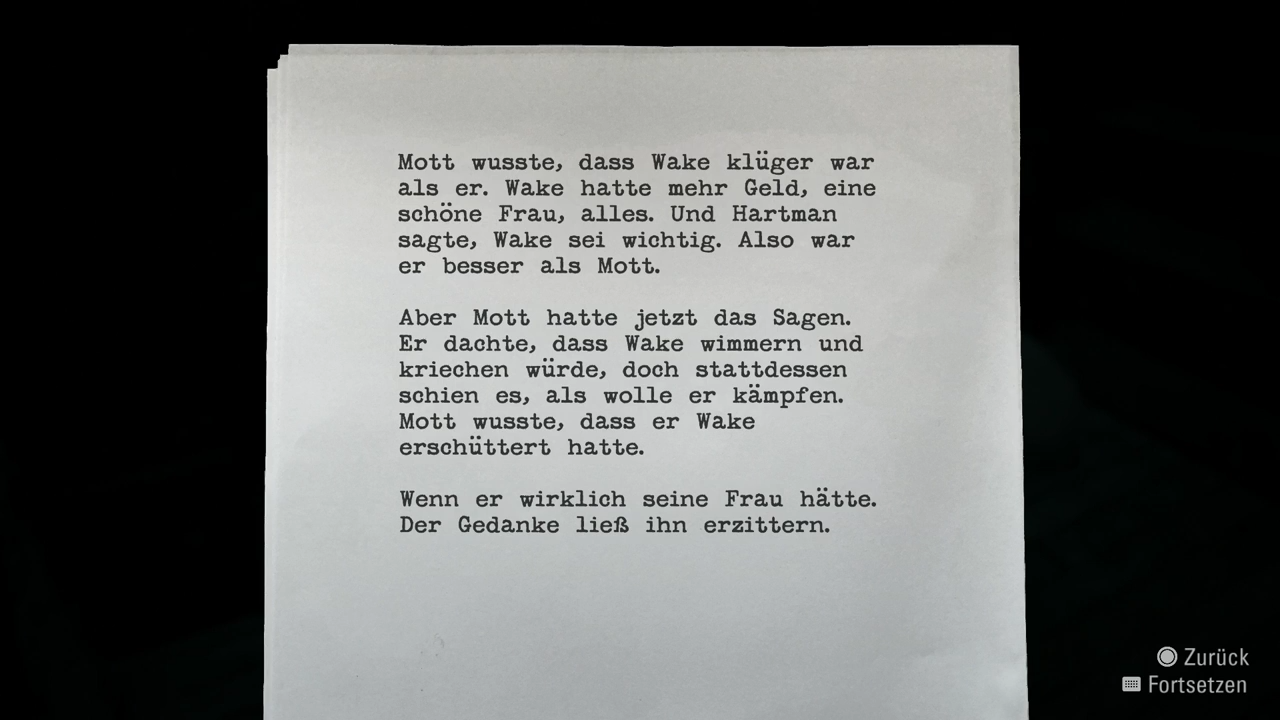 Mott wusste, dass Wake klüger war
als er. Wake hatte mehr Geld, eine
schöne Frau, alles. Und Hartman
sagte, Wake sei wichtig. Also war
er besser als Mott.
Aber Mott hatte jetzt das Sagen.
Er dachte, dass Wake wimmern und
kriechen würde, doch stattdessen
schien es, als wolle er kämpfen.
Mott wusste, dass er Wake
erschüttert hatte.
Wenn er wirklich seine Frau hätte.
Der Gedanke ließ ihn erzittern.
Zurück
Fortsetzen